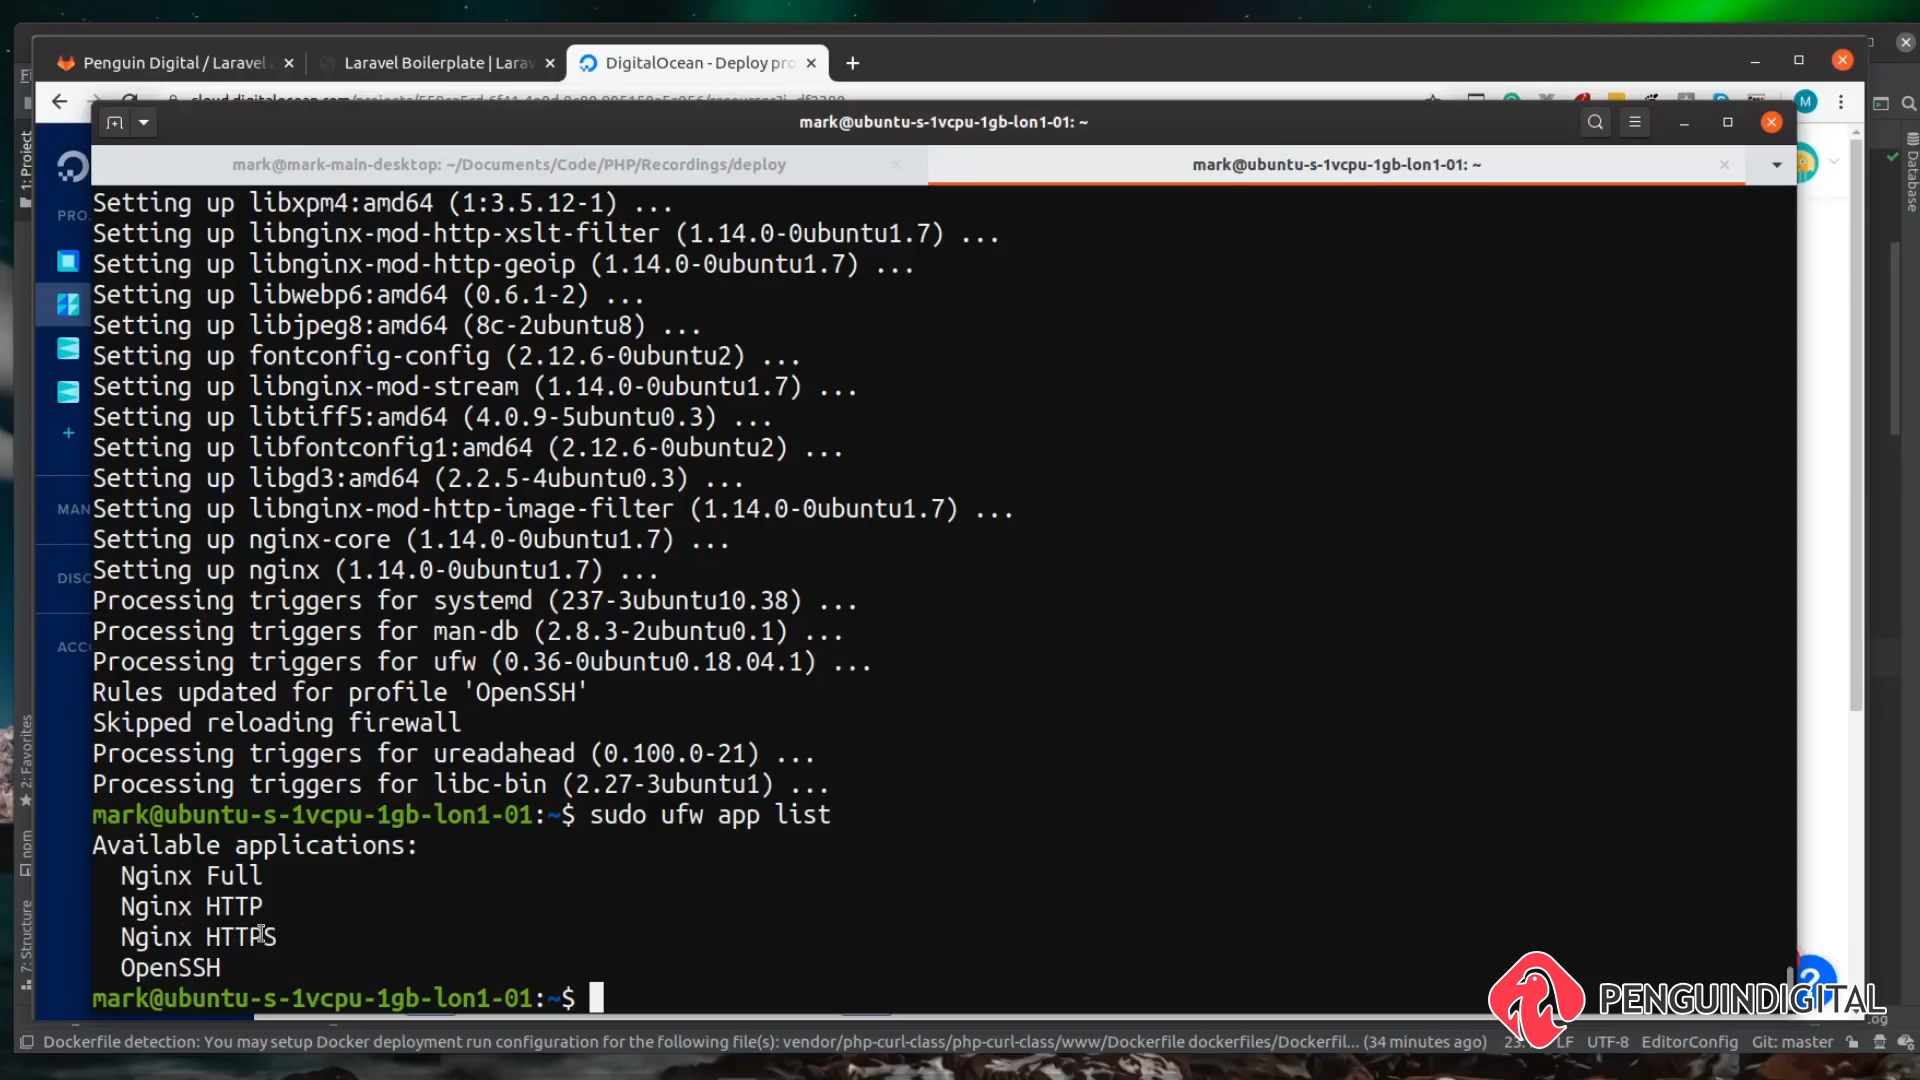 Penguin Digital / Laravel
Laravel Boilerplate | Lara
DigitalOcean - Deploy pro
M
mark@ubuntu-s-1vcpu-1gb-lon1-01: ~
mark@mark-main-desktop: ~/Documents/Code/PHP/Recordings/deploy
mark@ubuntu-s-1vcpu-1gb-lon1-01: ~
1: Project
Database
PRO
MAN
DISC
ACC
2: Favorites
npm
7: Structure
Setting up libxpm4:amd64 (1:3.5.12-1) ...
Setting up libnginx-mod-http-xslt-filter (1.14.0-0ubuntu1.7) ...
Setting up libnginx-mod-http-geoip (1.14.0-0ubuntu1.7) ...
Setting up libwebp6:amd64 (0.6.1-2) ...
Setting up libjpeg8:amd64 (8c-2ubuntu8) ...
Setting up fontconfig-config (2.12.6-0ubuntu2) ...
Setting up libnginx-mod-stream (1.14.0-0ubuntu1.7) ...
Setting up libtiff5:amd64 (4.0.9-5ubuntu0.3) ...
Setting up libfontconfig1:amd64 (2.12.6-0ubuntu2) ...
Setting up libgd3:amd64 (2.2.5-4ubuntu0.3) ...
Setting up libnginx-mod-http-image-filter (1.14.0-0ubuntu1.7) ...
Setting up nginx-core (1.14.0-0ubuntu1.7) ...
Setting up nginx (1.14.0-0ubuntu1.7) ...
Processing triggers for systemd (237-3ubuntu10.38) ...
Processing triggers for man-db (2.8.3-2ubuntu0.1) ...
Processing triggers for ufw (0.36-0ubuntu0.18.04.1) ...
Rules updated for profile 'OpenSSH'
Skipped reloading firewall
Processing triggers for ureadahead (0.100.0-21) ...
Processing triggers for libc-bin (2.27-3ubuntu1) ...
mark@ubuntu-s-1vcpu-1gb-lon1-01:~$ sudo ufw app list
Available applications:
  Nginx Full
  Nginx HTTP
  Nginx HTTPS
  OpenSSH
mark@ubuntu-s-1vcpu-1gb-lon1-01:~$
PENGUINDIGITAL
Dockerfile detection: You may setup Docker deployment run configuration for the following file(s): vendor/php-curl-class/php-curl-class/www/Dockerfile dockerfiles/Dockerfil... (34 minutes ago)
LF UTF-8 EditorConfig Git: master